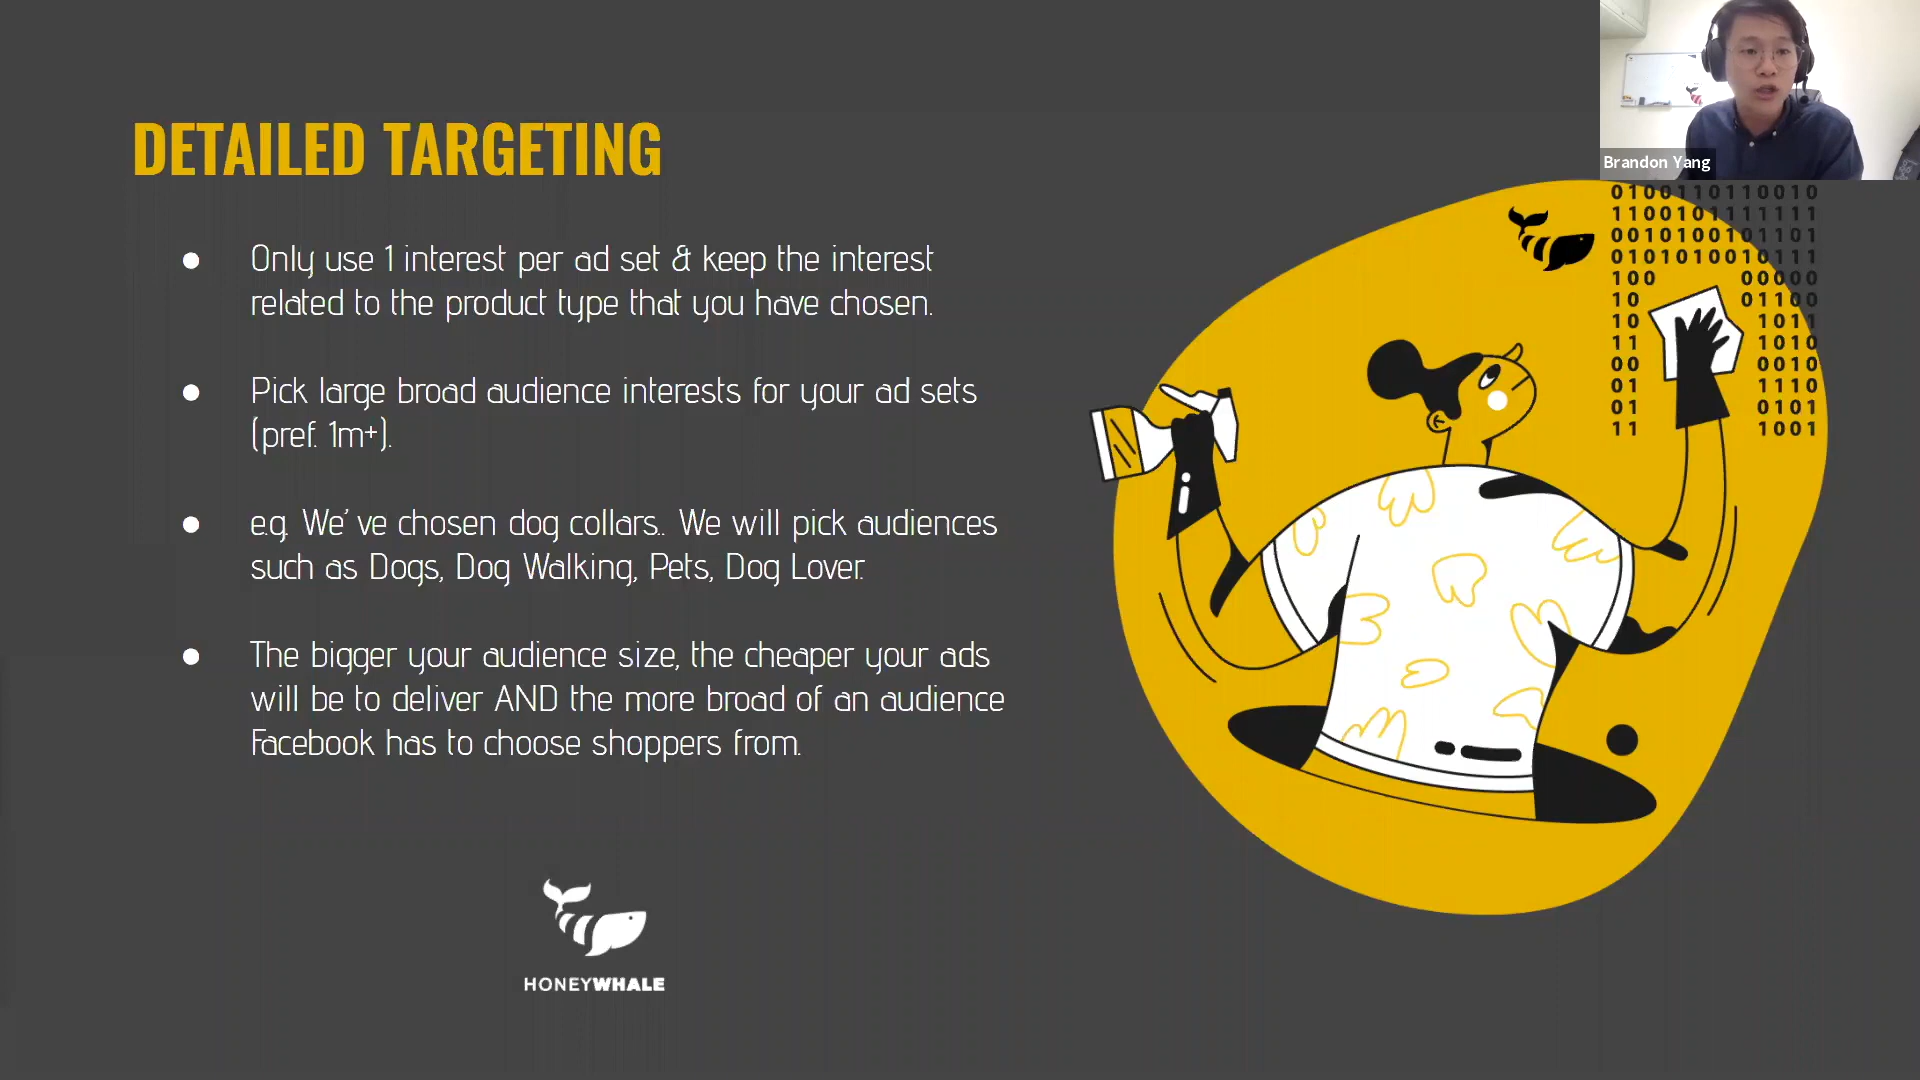 DETAILED TARGETING
Brandon Yang
● Only use 1 interest per ad set & keep the interest
related to the product type that you have chosen.
● Pick large broad audience interests for your ad sets
(pref. 1m+).
● e.g. We've chosen dog collars.. We will pick audiences
such as Dogs, Dog Walking, Pets, Dog Lover.
● The bigger your audience size, the cheaper your ads
will be to deliver AND the more broad of an audience
Facebook has to choose shoppers from.
0100110110010
1100101111111
0010100101101
0101010010111
100 00000
10 01100
10 1011
11 1010
00 0010
01 1110
01 0101
11 1001
HONEYWHALE